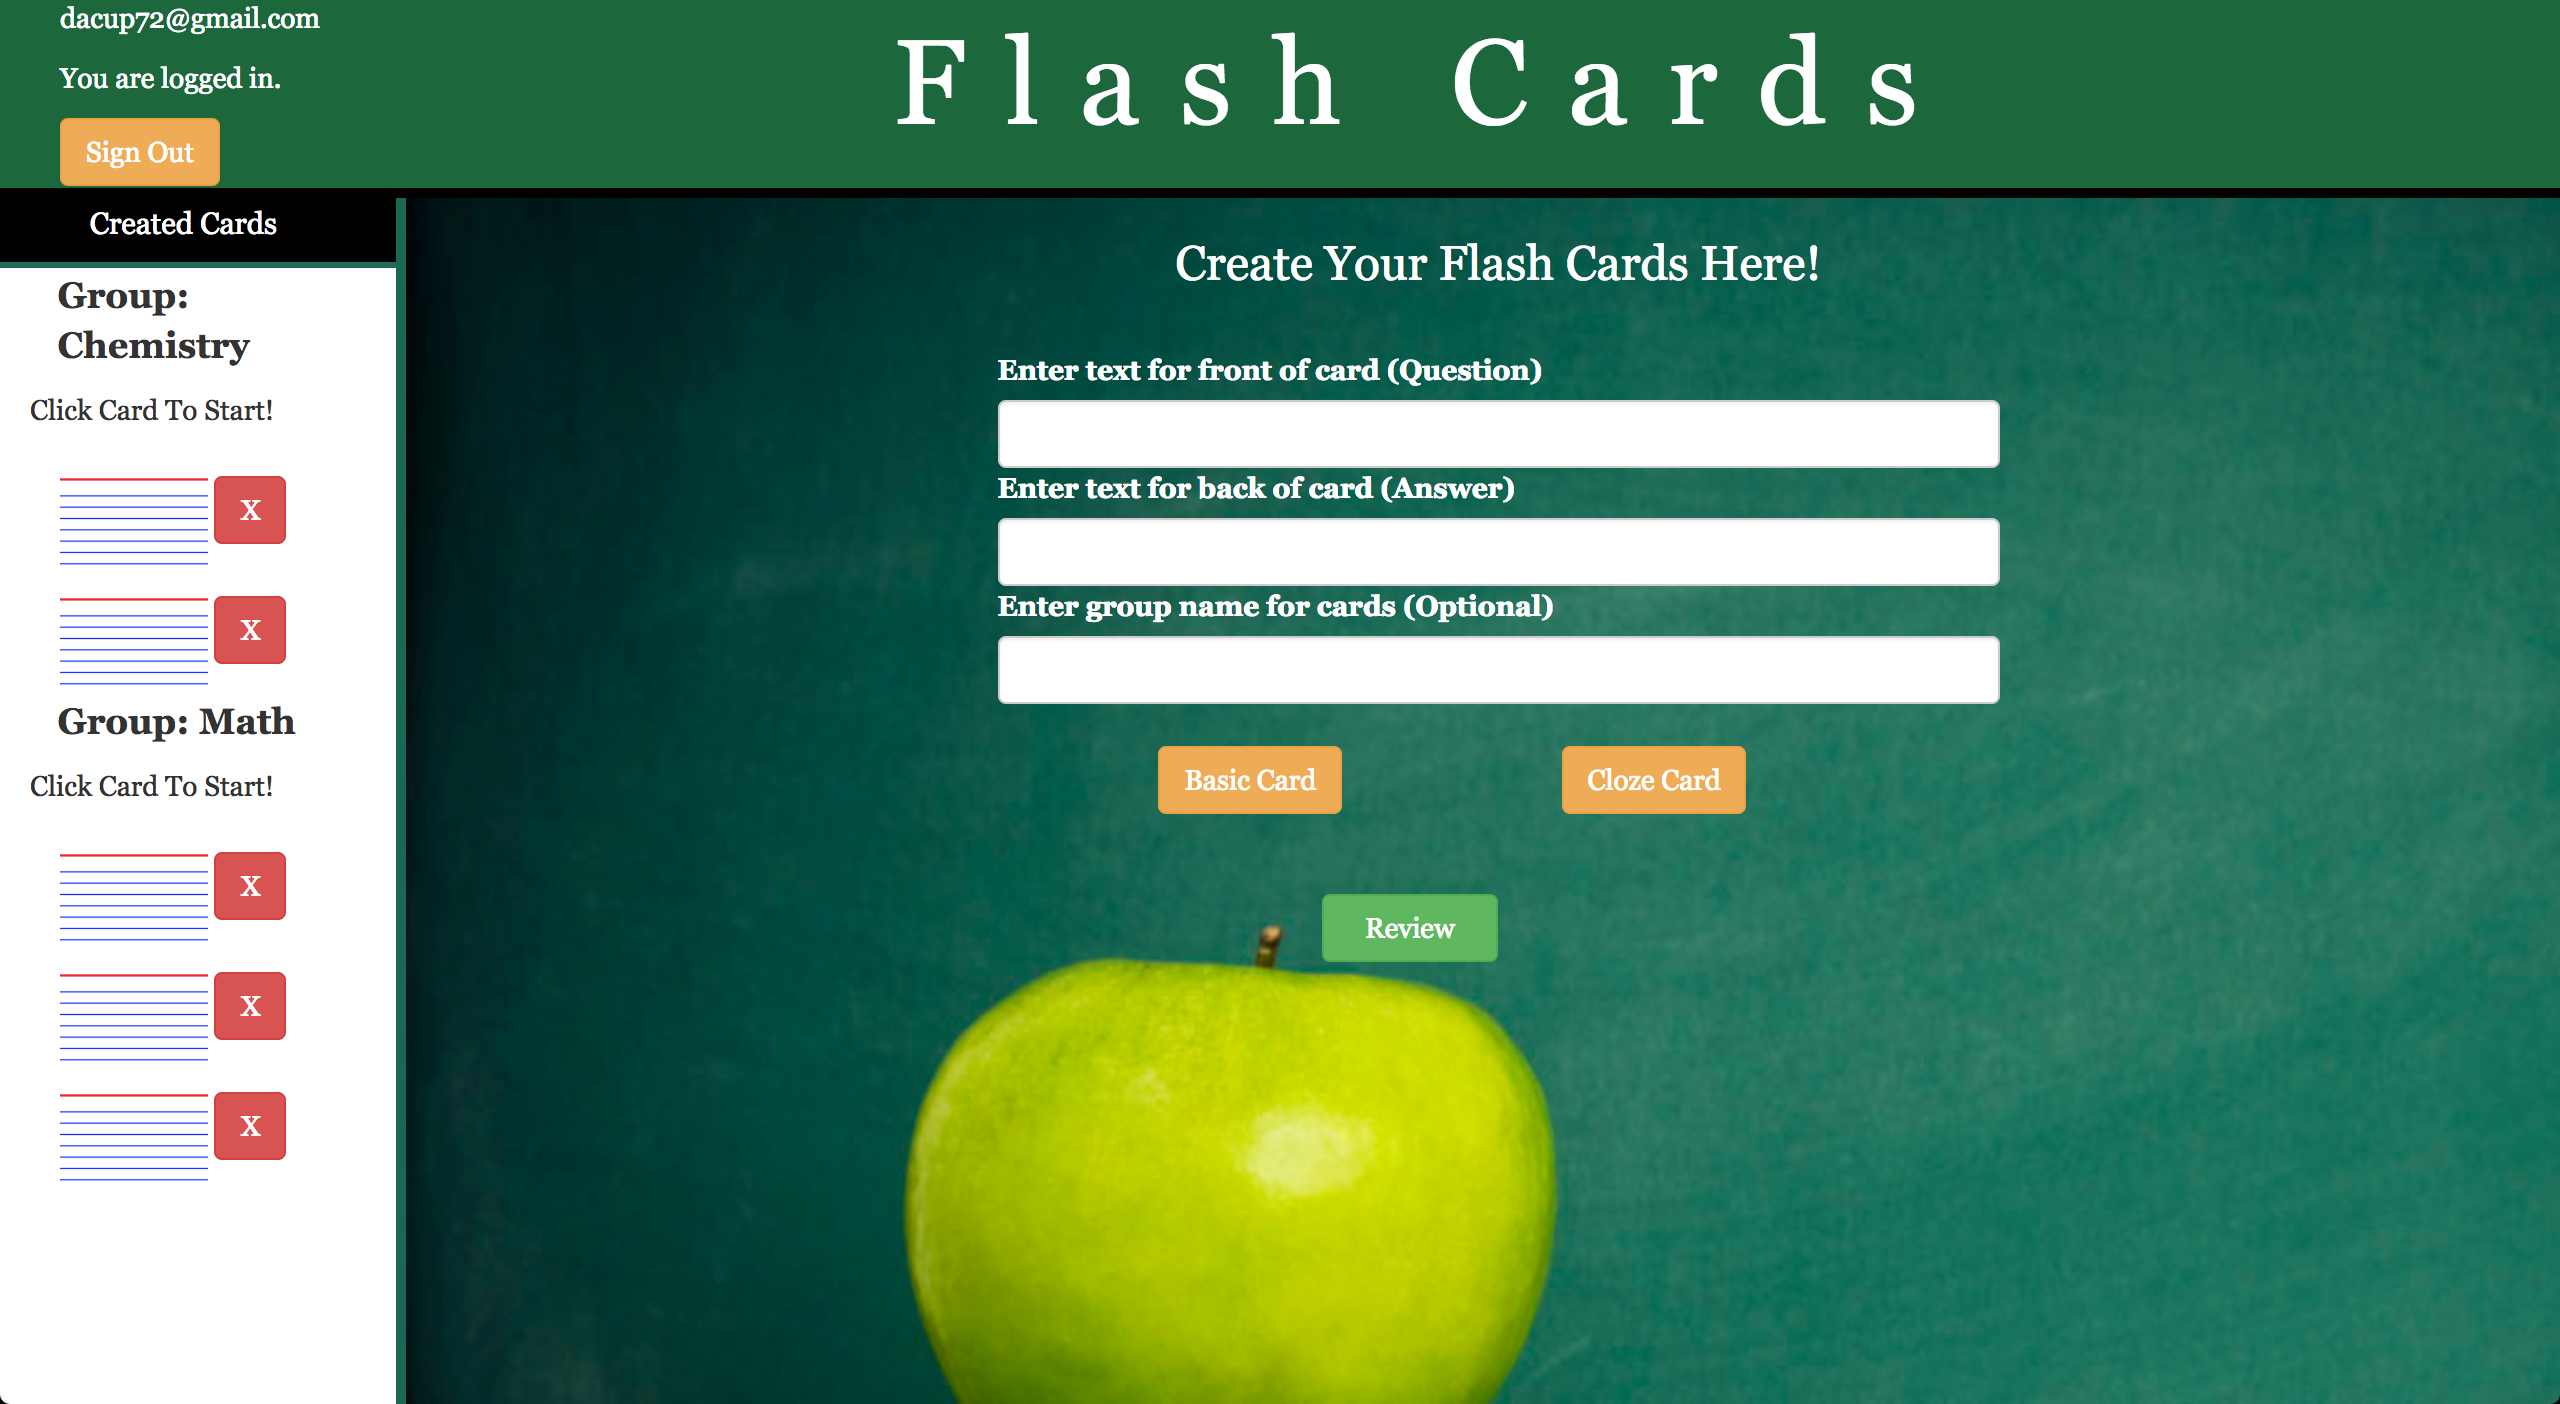 dacup72@gmail.com
You are logged in.
Sign Out
Flash Cards
Created Cards
Group:
Chemistry
Click Card To Start!
X
X
Group: Math
Click Card To Start!
X
X
X
Create Your Flash Cards Here!
Enter text for front of card (Question)
Enter text for back of card (Answer)
Enter group name for cards (Optional)
Basic Card
Cloze Card
Review